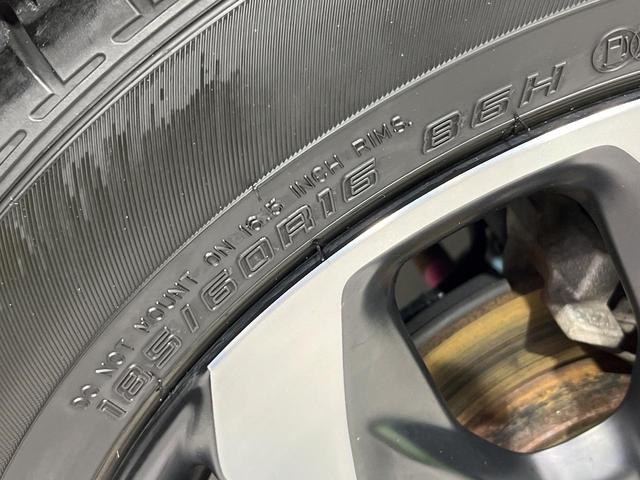 DO NOT MOUNT ON 16.5 INCH RIMS.
185/60R16 86H